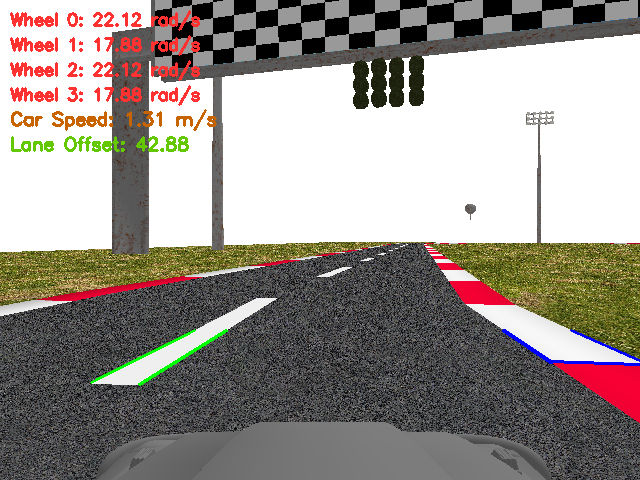 Wheel 0: 22.12 rad/s
Wheel 1: 17.88 rad/s
Wheel 2: 22.12 rad/s
Wheel 3: 17.88 rad/s
Car Speed: 1.31 m/s
Lane Offset: 42.88